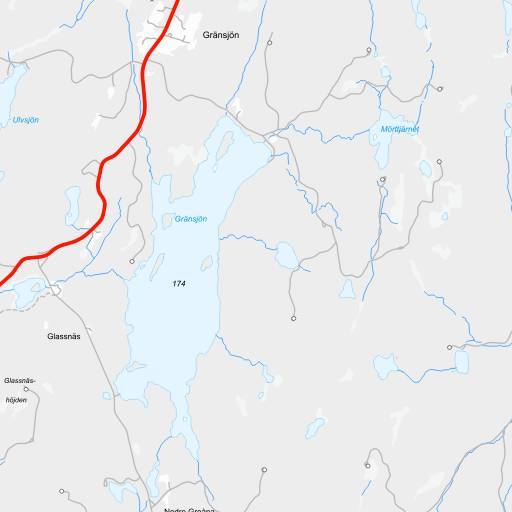 Gränsjön
Ulvsjön
Mörttjärnet
Gränsjön
174
Glassnäs
Glassnäs-
höjden